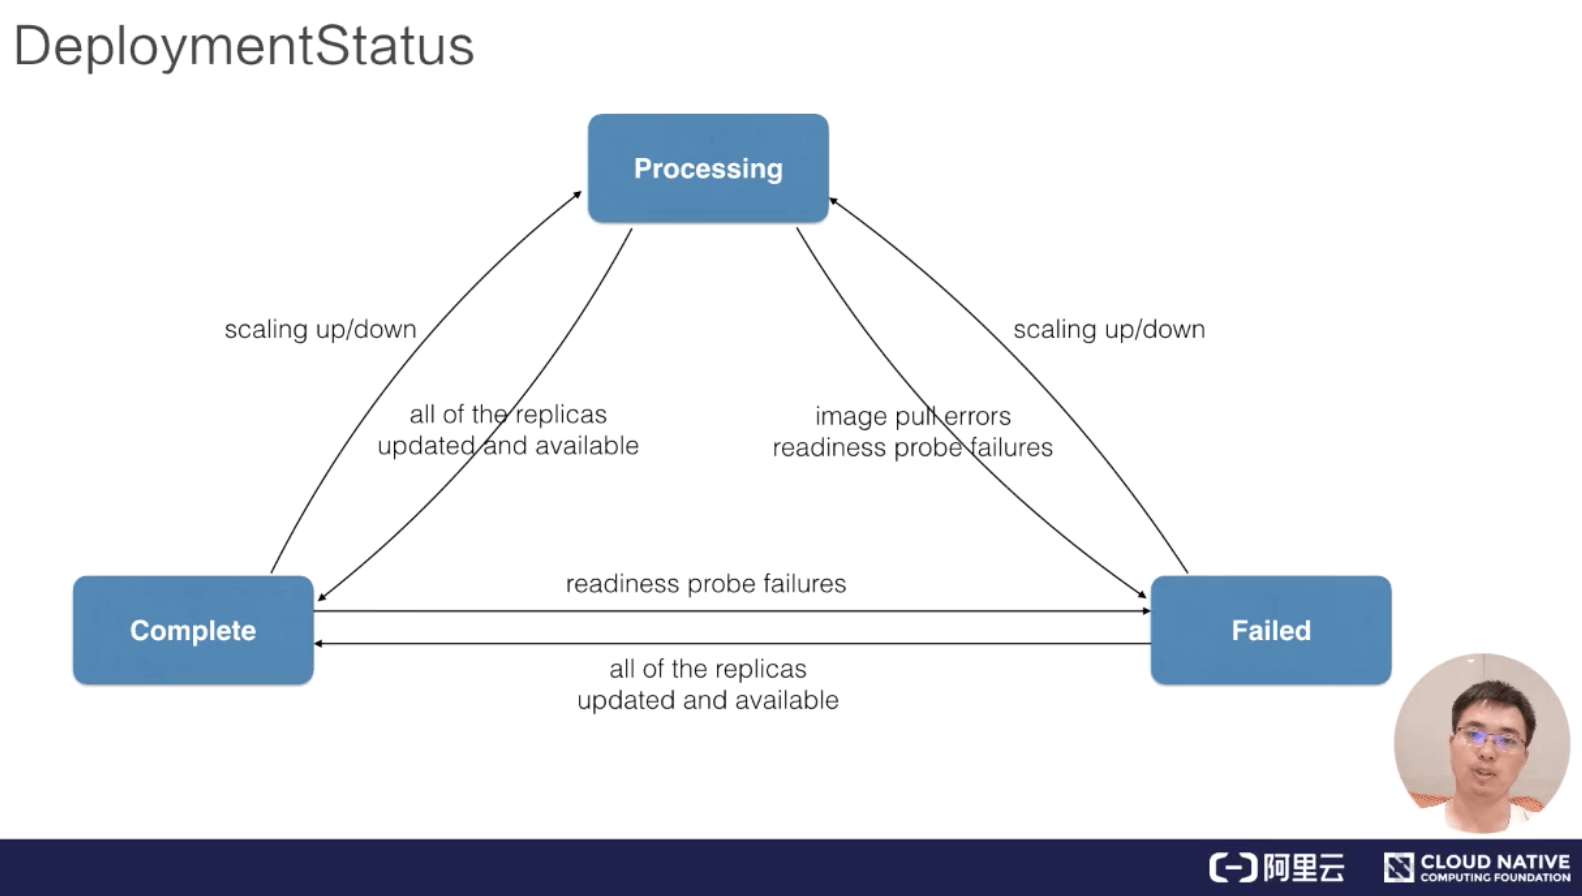 DeploymentStatus
Processing
scaling up/down
scaling up/down
all of the replicas
updated and available
image pull errors
readiness probe failures
readiness probe failures
Complete
Failed
all of the replicas
updated and available
阿里云
CLOUD NATIVE
COMPUTING FOUNDATION